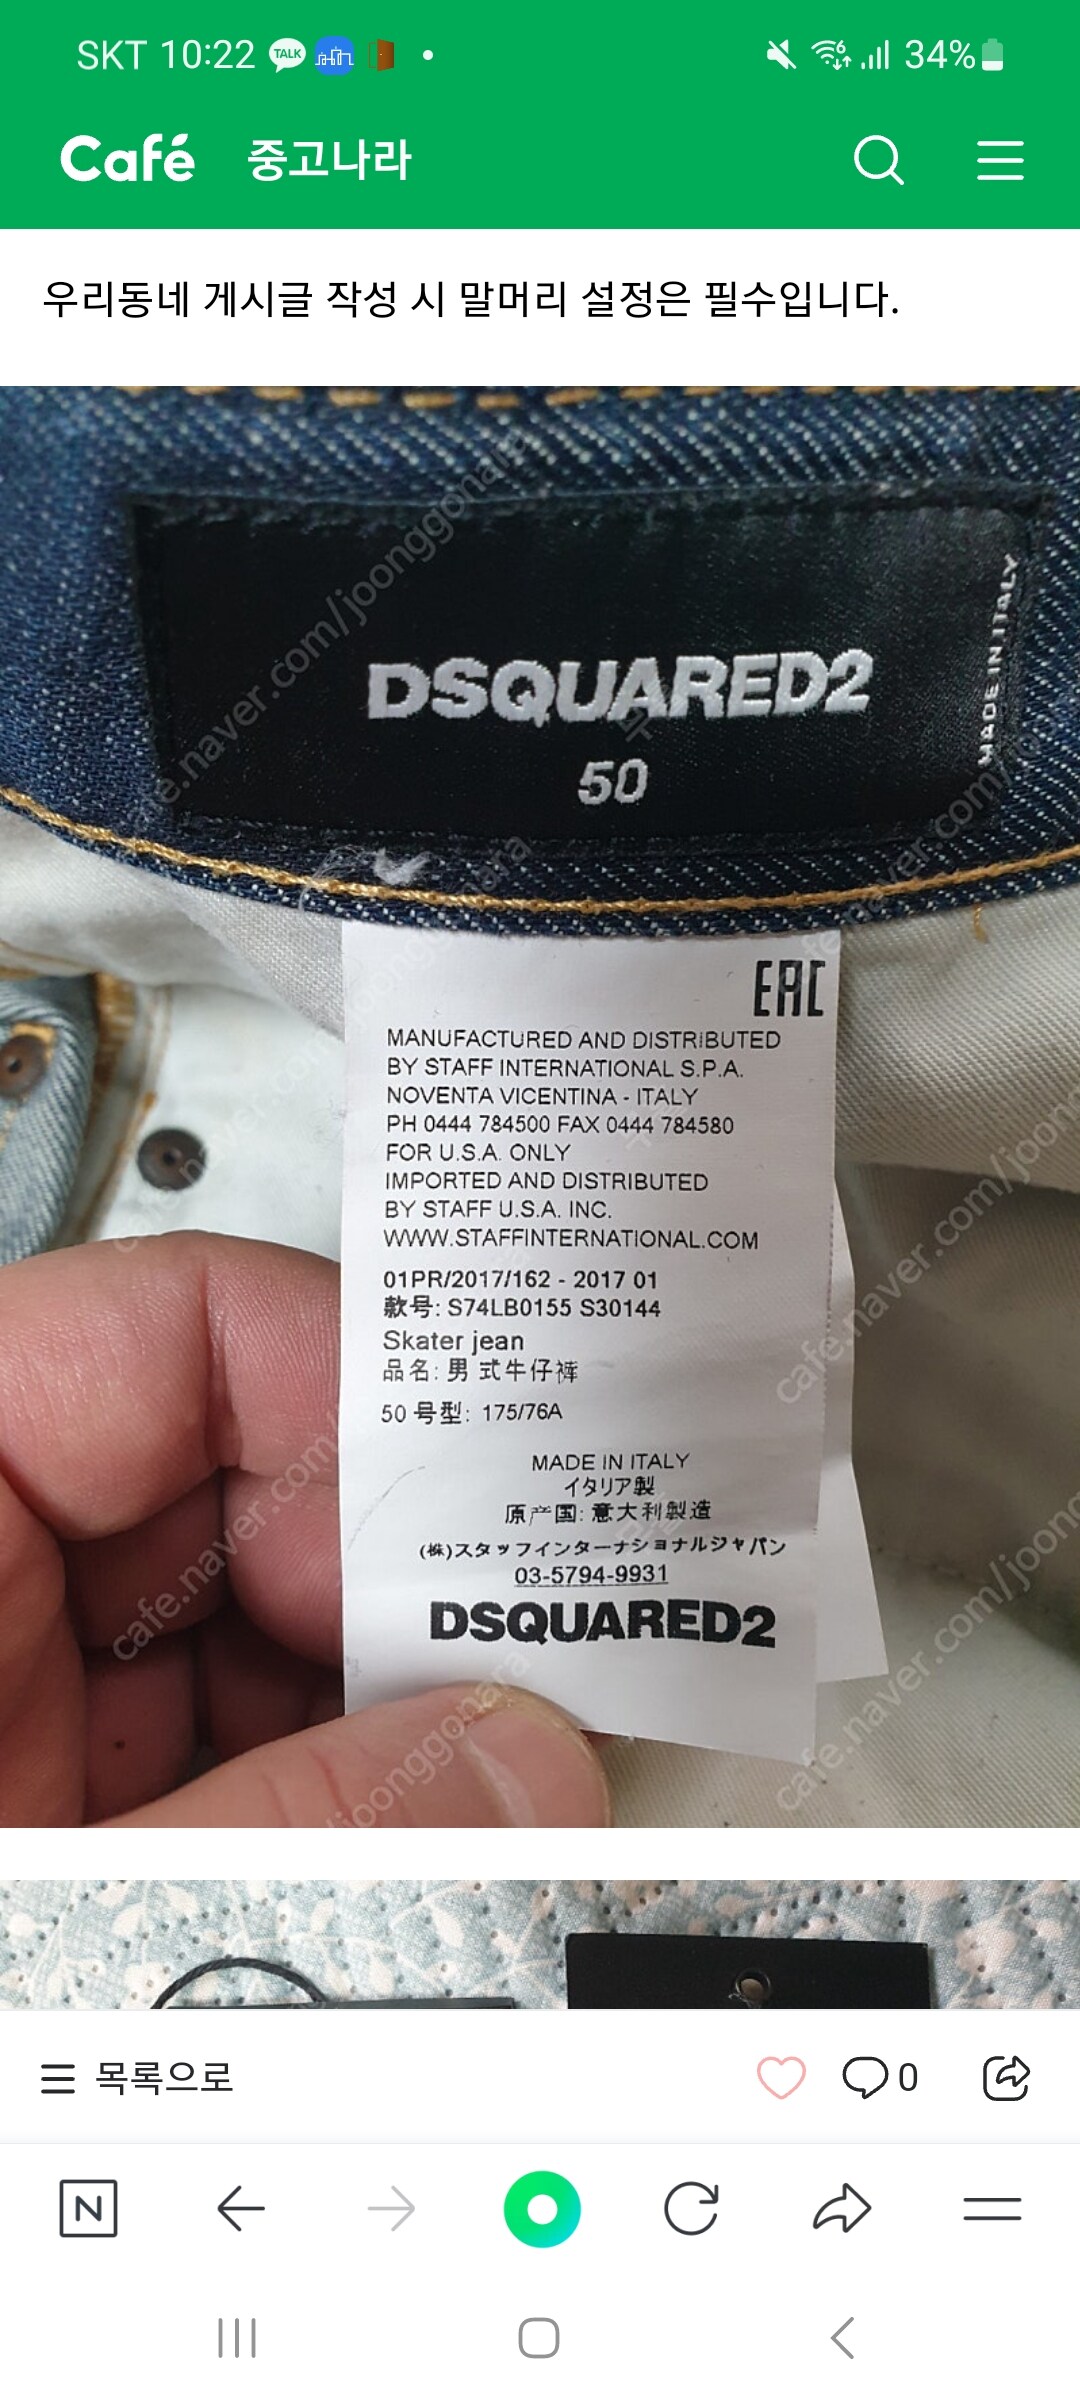 SKT 10:22 TALK 34%
Café 중고나라
우리동네 게시글 작성 시 말머리 설정은 필수입니다.
DSQUARED2
50
MADE IN ITALY
EAC
MANUFACTURED AND DISTRIBUTED
BY STAFF INTERNATIONAL S.P.A.
NOVENTA VICENTINA - ITALY
PH 0444 784500 FAX 0444 784580
FOR U.S.A. ONLY
IMPORTED AND DISTRIBUTED
BY STAFF U.S.A. INC.
WWW.STAFFINTERNATIONAL.COM
01PR/2017/162 - 2017 01
款号: S74LB0155 S30144
Skater jean
品名: 男 式牛仔裤
50 号型: 175/76A
MADE IN ITALY
イタリア製
原产国: 意大利製造
(株)スタッフインターナショナルジャパン
03-5794-9931
DSQUARED2
cafe.naver.com/joonggonara
목록으로 0
N